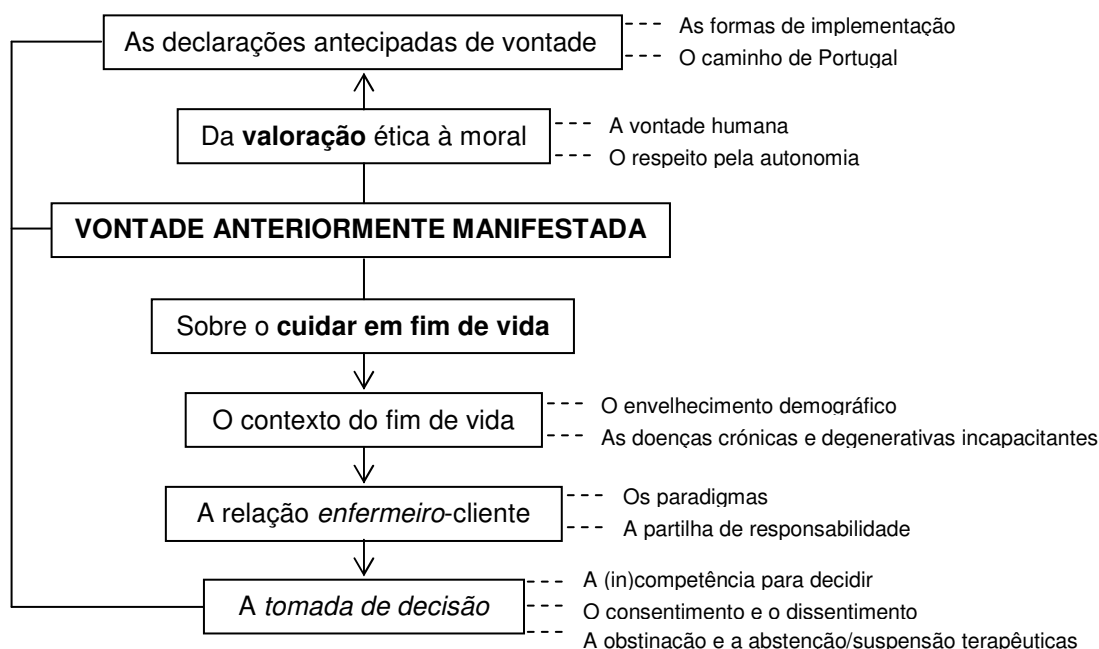 As declarações antecipadas de vontade
As formas de implementação
O caminho de Portugal
Da valoração ética à moral
A vontade humana
O respeito pela autonomia
VONTADE ANTERIORMENTE MANIFESTADA
Sobre o cuidar em fim de vida
O contexto do fim de vida
O envelhecimento demográfico
As doenças crónicas e degenerativas incapacitantes
A relação enfermeiro-cliente
Os paradigmas
A partilha de responsabilidade
A tomada de decisão
A (in)competência para decidir
O consentimento e o dissentimento
A obstinação e a abstenção/suspensão terapêuticas